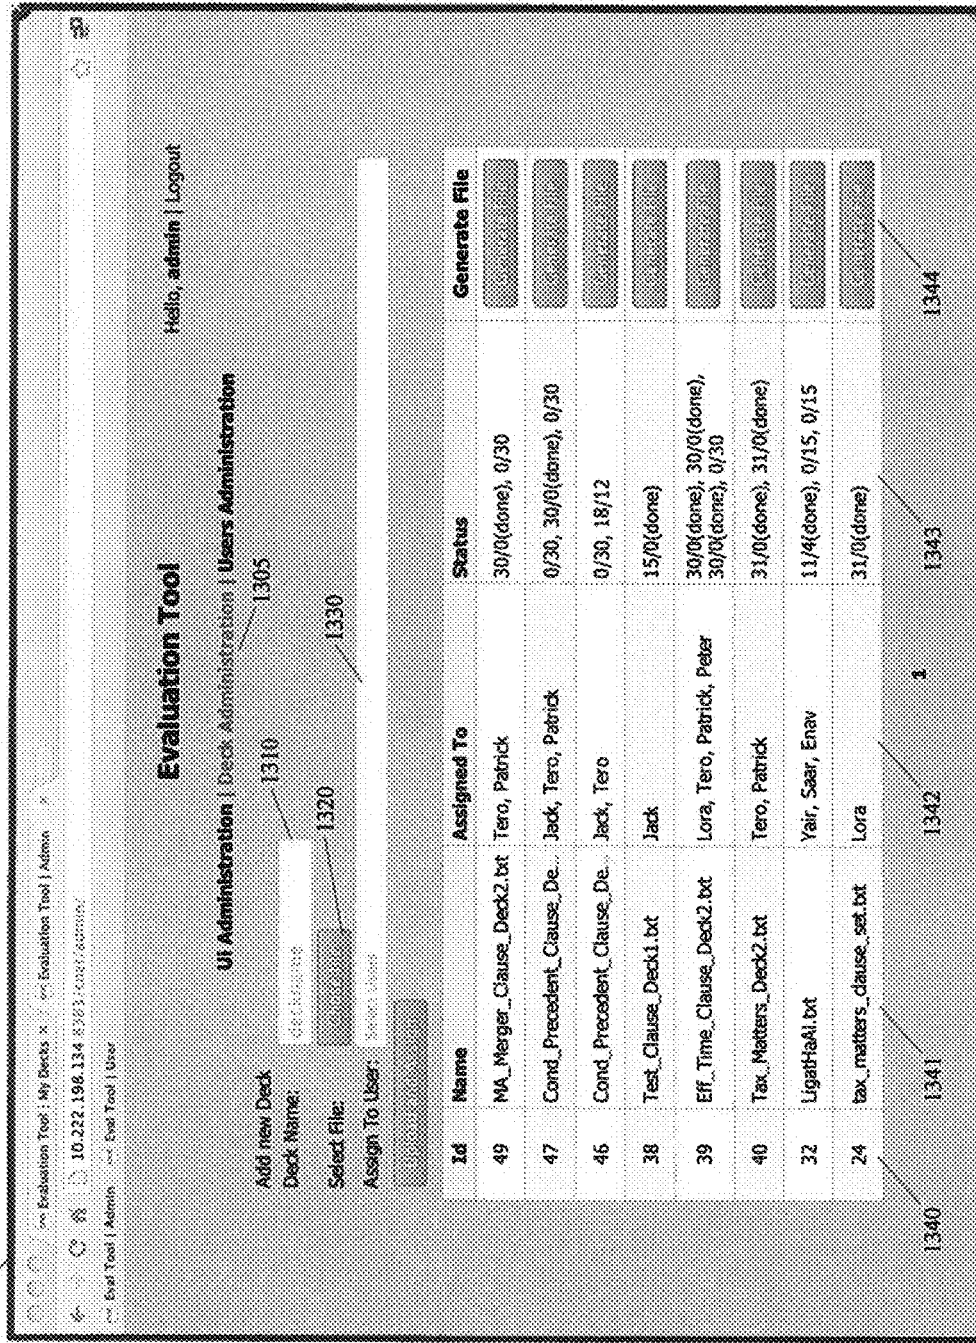 Evaluation Tool : My Decks × Evaluation Tool | Admin ×
10.222.198.134
Eval Tool | Admin Eval Tool | User
Evaluation Tool
Hello, admin | Logout
Ui Administration | Deck Administration | Users Administration
1305
Add new Deck
Deck Name:
1310
Select File:
1320
Assign To User:
1330
Id Name Assigned To Status Generate File
49 MA_Merger_Clause_Deck2.txt Tero, Patrick 30/0(done), 0/30
47 Cond_Precedent_Clause_De... Jack, Tero, Patrick 0/30, 30/0(done), 0/30
46 Cond_Precedent_Clause_De... Jack, Tero 0/30, 18/12
38 Test_Clause_Deck1.txt Jack 15/0(done)
39 Eff_Time_Clause_Deck2.txt Lora, Tero, Patrick, Peter 30/0(done), 30/0(done),
30/0(done), 0/30
40 Tax_Matters_Deck2.txt Tero, Patrick 31/0(done), 31/0(done)
32 LigatHaAl.txt Yair, Saar, Enav 11/4(done), 0/15, 0/15
24 tax_matters_clause_set.txt Lora 31/0(done)
1
1340 1341 1342 1343 1344